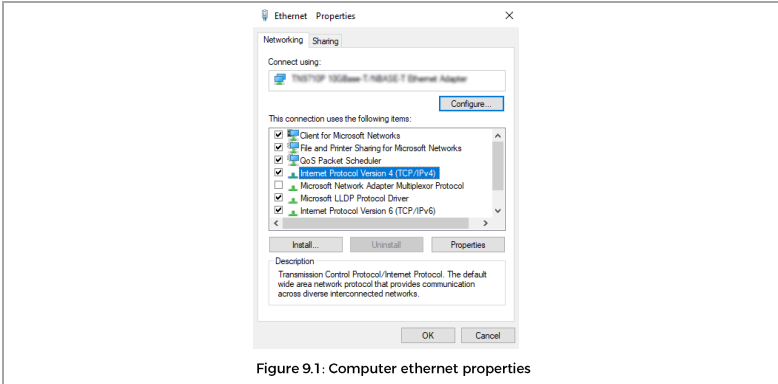 Ethernet Properties
Networking Sharing
Connect using:
10GBase-T/NBASE-T Ethernet Adapter
Configure...
This connection uses the following items:
Client for Microsoft Networks
File and Printer Sharing for Microsoft Networks
QoS Packet Scheduler
Internet Protocol Version 4 (TCP/IPv4)
Microsoft Network Adapter Multiplexor Protocol
Microsoft LLDP Protocol Driver
Internet Protocol Version 6 (TCP/IPv6)
Install... Uninstall Properties
Description
Transmission Control Protocol/Internet Protocol. The default
wide area network protocol that provides communication
across diverse interconnected networks.
OK Cancel
Figure 9.1: Computer ethernet properties